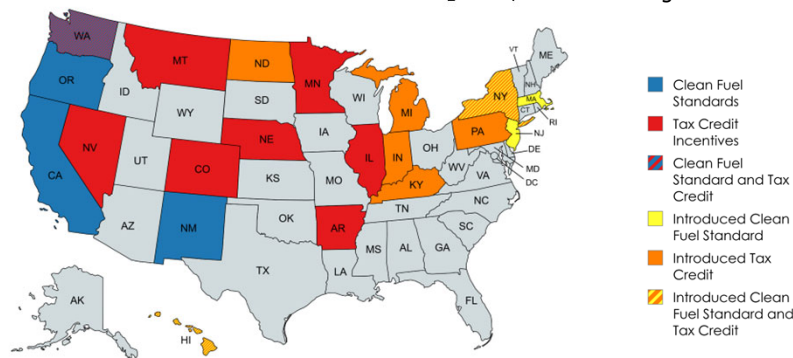 WA
MT
ND
MN
VT
ME
OR
ID
SD
WI
NH
NY
MA
WY
MI
CT
RI
IA
PA
NJ
NE
NV
OH
IL
IN
DE
UT
WV
MD
CA
CO
VA
DC
KS
MO
KY
NC
TN
OK
AZ
NM
AR
SC
MS
AL
GA
TX
LA
AK
FL
HI
Clean Fuel
Standards
Tax Credit
Incentives
Clean Fuel
Standard and Tax
Credit
Introduced Clean
Fuel Standard
Introduced Tax
Credit
Introduced Clean
Fuel Standard and
Tax Credit